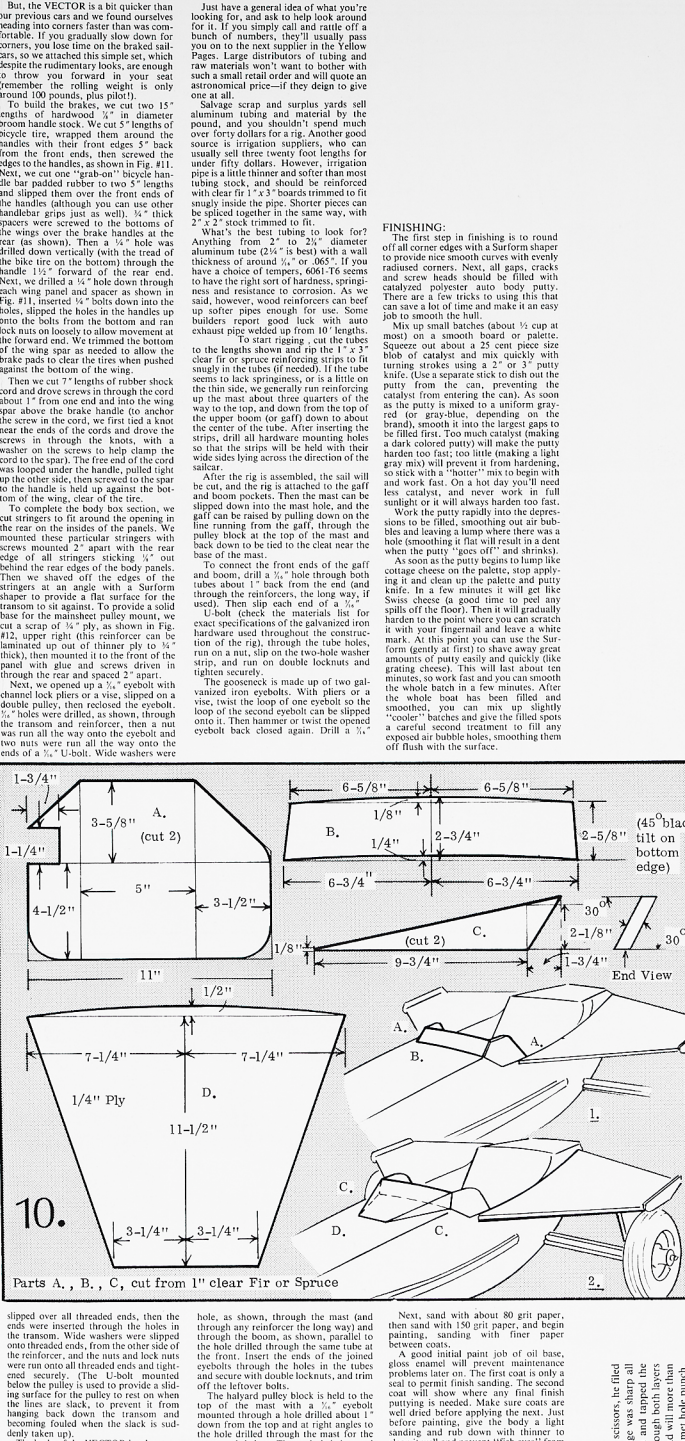 But, the VECTOR is a bit quicker than
our previous cars and we found ourselves
heading into corners faster than was com-
fortable. If you gradually slow down for
corners, you lose time on the braked sail-
cars, so we attached this simple set, which
despite the rudimentary looks, are enough
to throw you forward in your seat
(remember the rolling weight is only
around 100 pounds, plus pilot!).
To build the brakes, we cut two 15"
lengths of hardwood ⅞" in diameter
broom handle stock. We cut 5" lengths of
bicycle tire, wrapped them around the
handles with their front edges 5" back
from the front ends, then screwed the
edges to the handles, as shown in Fig. #11.
Next, we cut one "grab-on" bicycle han-
dle bar padded rubber to two 5" lengths
and slipped them over the front ends of
the handles (although you can use other
handlebar grips just as well). ¾" thick
spacers were screwed to the bottoms of
the wings over the brake handles at the
rear (as shown). Then a ¼" hole was
drilled down vertically (with the tread of
the bike tire on the bottom) through the
handle 1½" forward of the rear end.
Next, we drilled a ¼" hole down through
each wing panel and spacer as shown in
Fig. #11, inserted ¼" bolts down into the
holes, slipped the holes in the handles up
onto the bolts from the bottom and ran
lock nuts on loosely to allow movement at
the forward end. We trimmed the bottom
of the wing spar as needed to allow the
brake pads to clear the tires when pushed
against the bottom of the wing.
Then we cut 7" lengths of rubber shock
cord and drove screws in through the cord
about 1" from one end and into the wing
spar above the brake handle (to anchor
the screw in the cord, we first tied a knot
near the ends of the cords and drove the
screws in through the knots, with a
washer on the screws to help clamp the
cord to the spar). The free end of the cord
was looped under the handle, pulled tight
up the other side, then screwed to the spar
to the handle is held up against the bot-
tom of the wing, clear of the tire.
To complete the body box section, we
cut stringers to fit around the opening in
the rear on the insides of the panels. We
mounted these particular stringers with
screws mounted 2" apart with the rear
edge of all stringers sticking ⅛" out
behind the rear edges of the body panels.
Then we shaved off the edges of the
stringers at an angle with a Surform
shaper to provide a flat surface for the
transom to sit against. To provide a solid
base for the mainsheet pulley mount, we
cut a scrap of ¾" ply, as shown in Fig.
#12, upper right (this reinforcer can be
laminated up out of thinner ply to ¾"
thick), then mounted it to the front of the
panel with glue and screws driven in
through the rear and spaced 2" apart.
Next, we opened up a 3/16" eyebolt with
channel lock pliers or a vise, slipped on a
double pulley, then reclosed the eyebolt.
3/16" holes were drilled, as shown, through
the transom and reinforcer, then a nut
was run all the way onto the eyebolt and
two nuts were run all the way onto the
ends of a 3/16" U-bolt. Wide washers were
Just have a general idea of what you're
looking for, and ask to help look around
for it. If you simply call and rattle off a
bunch of numbers, they'll usually pass
you on to the next supplier in the Yellow
Pages. Large distributors of tubing and
raw materials won't want to bother with
such a small retail order and will quote an
astronomical price—if they deign to give
one at all.
Salvage scrap and surplus yards sell
aluminum tubing and material by the
pound, and you shouldn't spend much
over forty dollars for a rig. Another good
source is irrigation suppliers, who can
usually sell three twenty foot lengths for
under fifty dollars. However, irrigation
pipe is a little thinner and softer than most
tubing stock, and should be reinforced
with clear fir 1" x 3" boards trimmed to fit
snugly inside the pipe. Shorter pieces can
be spliced together in the same way, with
2" x 2" stock trimmed to fit.
What's the best tubing to look for?
Anything from 2" to 2⅜" diameter
aluminum tube (2¼" is best) with a wall
thickness of around 1/16" or .065". If you
have a choice of tempers, 6061-T6 seems
to have the right sort of hardness, springi-
ness and resistance to corrosion. As we
said, however, wood reinforcers can beef
up softer pipes enough for use. Some
builders report good luck with auto
exhaust pipe welded up from 10' lengths.
To start rigging , cut the tubes
to the lengths shown and rip the 1" x 3"
clear fir or spruce reinforcing strips to fit
snugly in the tubes (if needed). If the tube
seems to lack springiness, or is a little on
the thin side, we generally run reinforcing
up the mast about three quarters of the
way to the top, and down from the top of
the upper boom (or gaff) down to about
the center of the tube. After inserting the
strips, drill all hardware mounting holes
so that the strips will be held with their
wide sides lying across the direction of the
sailcar.
After the rig is assembled, the sail will
be cut, and the rig is attached to the gaff
and boom pockets. Then the mast can be
slipped down into the mast hole, and the
gaff can be raised by pulling down on the
line running from the gaff, through the
pulley block at the top of the mast and
back down to be tied to the cleat near the
base of the mast.
To connect the front ends of the gaff
and boom, drill a 3/16" hole through both
tubes about 1" back from the end (and
through the reinforcers, the long way, if
used). Then slip each end of a 3/16"
U-bolt (check the materials list for
exact specifications of the galvanized iron
hardware used throughout the construc-
tion of the rig), through the tube holes,
run on a nut, slip on the two-hole washer
strip, and run on double locknuts and
tighten securely.
The gooseneck is made up of two gal-
vanized iron eyebolts. With pliers or a
vise, twist the loop of one eyebolt so the
loop of the second eyebolt can be slipped
onto it. Then hammer or twist the opened
eyebolt back closed again. Drill a 3/16"
FINISHING:
The first step in finishing is to round
off all corner edges with a Surform shaper
to provide nice smooth curves with evenly
radiused corners. Next, all gaps, cracks
and screw heads should be filled with
catalyzed polyester auto body putty.
There are a few tricks to using this that
can save a lot of time and make it an easy
job to smooth the hull.
Mix up small batches (about ½ cup at
most) on a smooth board or palette.
Squeeze out about a 25 cent piece size
blob of catalyst and mix quickly with
turning strokes using a 2" or 3" putty
knife. (Use a separate stick to dish out the
putty from the can, preventing the
catalyst from entering the can). As soon
as the putty is mixed to a uniform gray-
red (or gray-blue, depending on the
brand), smooth it into the largest gaps to
be filled first. Too much catalyst (making
a dark colored putty) will make the putty
harden too fast; too little (making a light
gray mix) will prevent it from hardening,
so stick with a "hotter" mix to begin with
and work fast. On a hot day you'll need
less catalyst, and never work in full
sunlight or it will always harden too fast.
Work the putty rapidly into the depres-
sions to be filled, smoothing out air bub-
bles and leaving a lump where there was a
hole (smoothing it flat will result in a dent
when the putty "goes off" and shrinks).
As soon as the putty begins to lump like
cottage cheese on the palette, stop apply-
ing it and clean up the palette and putty
knife. In a few minutes it will get like
Swiss cheese (a good time to peel any
spills off the floor). Then it will gradually
harden to the point where you can scratch
it with your fingernail and leave a white
mark. At this point you can use the Sur-
form (gently at first) to shave away great
amounts of putty easily and quickly (like
grating cheese). This will last about ten
minutes, so work fast and you can smooth
the whole batch in a few minutes. After
the whole boat has been filled and
smoothed, you can mix up slightly
"cooler" batches and give the filled spots
a careful second treatment to fill any
exposed air bubble holes, smoothing them
off flush with the surface.
1-3/4"
3-5/8"
A.
(cut 2)
1-1/4"
5"
4-1/2"
3-1/2"
11"
6-5/8" 6-5/8"
1/8"
B.
2-3/4"
2-5/8"
1/4"
6-3/4" 6-3/4"
(45°
tilt on
bottom
edge)
(cut 2)
C.
1/8"
9-3/4"
30°
2-1/8"
1-3/4"
30°
End View
1/2"
7-1/4" 7-1/4"
1/4" Ply
D.
11-1/2"
3-1/4" 3-1/4"
10.
Parts A. , B. , C, cut from 1" clear Fir or Spruce
A.
A.
B.
1.
C.
D.
C.
2.
slipped over all threaded ends, then the
ends were inserted through the holes in
the transom. Wide washers were slipped
onto threaded ends, from the other side of
the reinforcer, and the nuts and lock nuts
were run onto all threaded ends and tight-
ened securely. (The U-bolt mounted
below the pulley is used to provide a slid-
ing surface for the pulley to rest on when
the lines are slack, to prevent it from
hanging back down the transom and
becoming fouled when the slack is sud-
denly taken up).
hole, as shown, through the mast (and
through any reinforcer the long way) and
through the boom, as shown, parallel to
the hole drilled through the same tube at
the front. Insert the ends of the joined
eyebolts through the holes in the tubes
and secure with double locknuts, and trim
off the leftover bolts.
The halyard pulley block is held to the
top of the mast with a 3/16" eyebolt
mounted through a hole drilled about 1"
down from the top and at right angles to
the hole drilled through the mast for the
Next, sand with about 80 grit paper,
then sand with 150 grit paper, and begin
painting, sanding with finer paper
between coats.
A good initial paint job of oil base,
gloss enamel will prevent maintenance
problems later on. The first coat is only a
seal to permit finish sanding. The second
coat will show where any final finish
puttying is needed. Make sure coats are
well dried before applying the next. Just
before painting, give the body a light
sanding and rub down with thinner to
scissors, he filed
ge was sharp all
and tapped the
ough both layers
d will more than